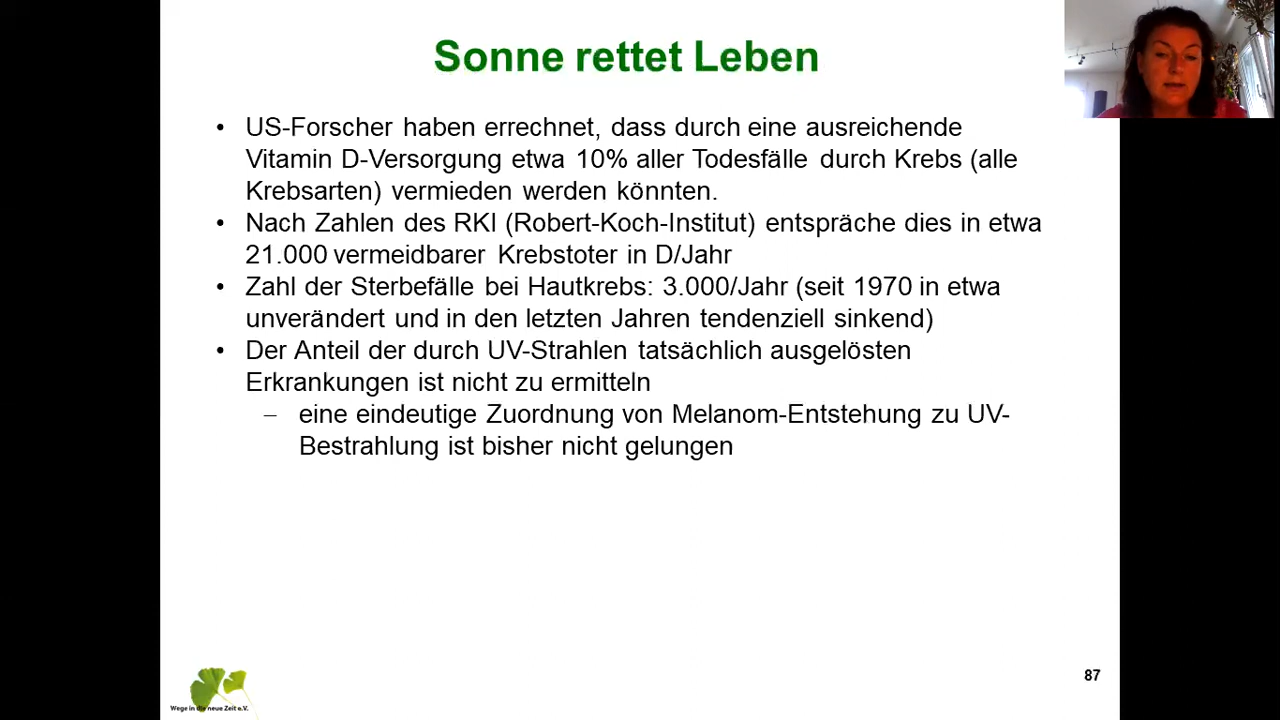 Sonne rettet Leben
• US-Forscher haben errechnet, dass durch eine ausreichende
Vitamin D-Versorgung etwa 10% aller Todesfälle durch Krebs (alle
Krebsarten) vermieden werden könnten.
• Nach Zahlen des RKI (Robert-Koch-Institut) entspräche dies in etwa
21.000 vermeidbarer Krebstoter in D/Jahr
• Zahl der Sterbefälle bei Hautkrebs: 3.000/Jahr (seit 1970 in etwa
unverändert und in den letzten Jahren tendenziell sinkend)
• Der Anteil der durch UV-Strahlen tatsächlich ausgelösten
Erkrankungen ist nicht zu ermitteln
– eine eindeutige Zuordnung von Melanom-Entstehung zu UV-
Bestrahlung ist bisher nicht gelungen
87
Wege in die neue Zeit e.V.